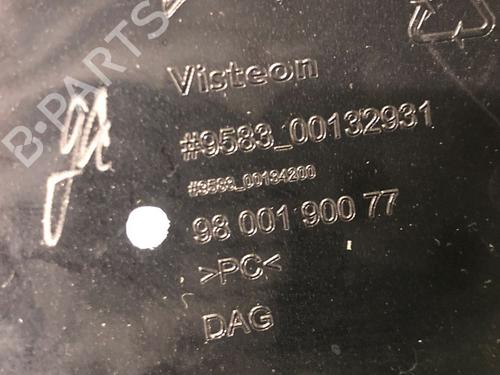 B-PARTS
Visteon
#9583_00132931
#9583_00134200
98 001 900 77
>PC<
DAG